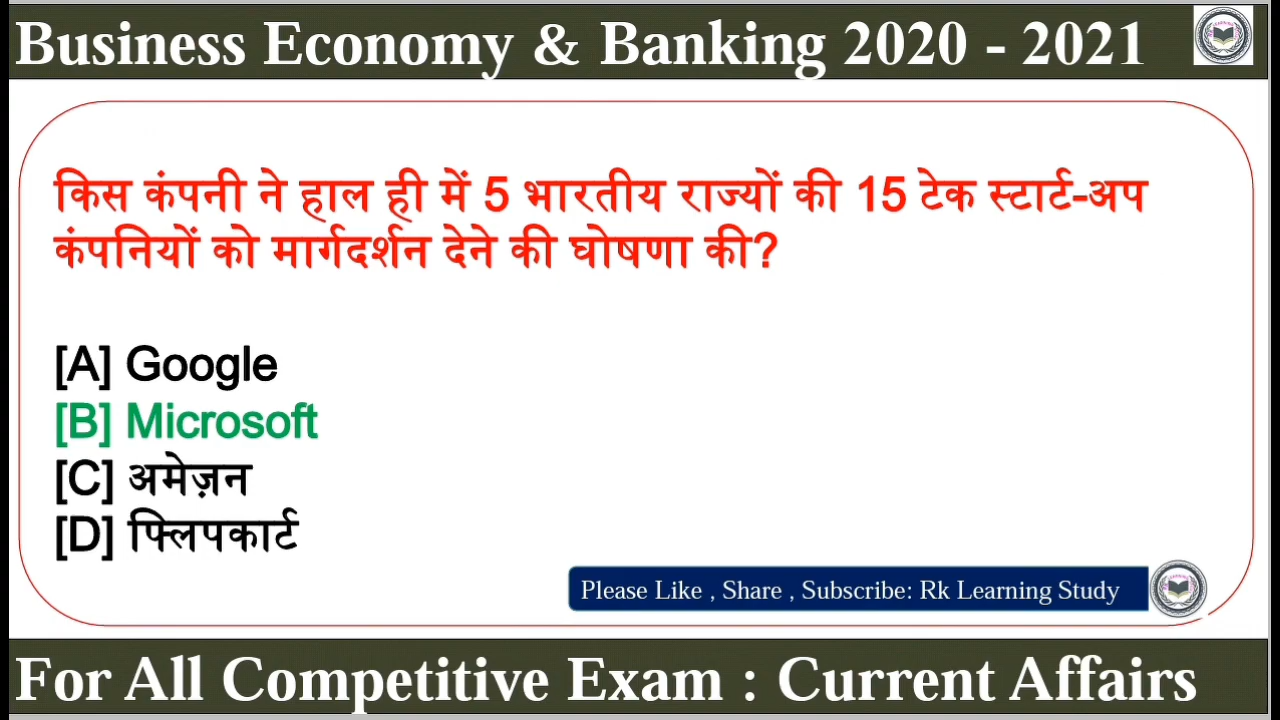 Business Economy & Banking 2020 - 2021
किस कंपनी ने हाल ही में 5 भारतीय राज्यों की 15 टेक स्टार्ट-अप
कंपनियों को मार्गदर्शन देने की घोषणा की?
[A] Google
[B] Microsoft
[C] अमेज़न
[D] फ्लिपकार्ट
Please Like , Share , Subscribe: Rk Learning Study
For All Competitive Exam : Current Affairs